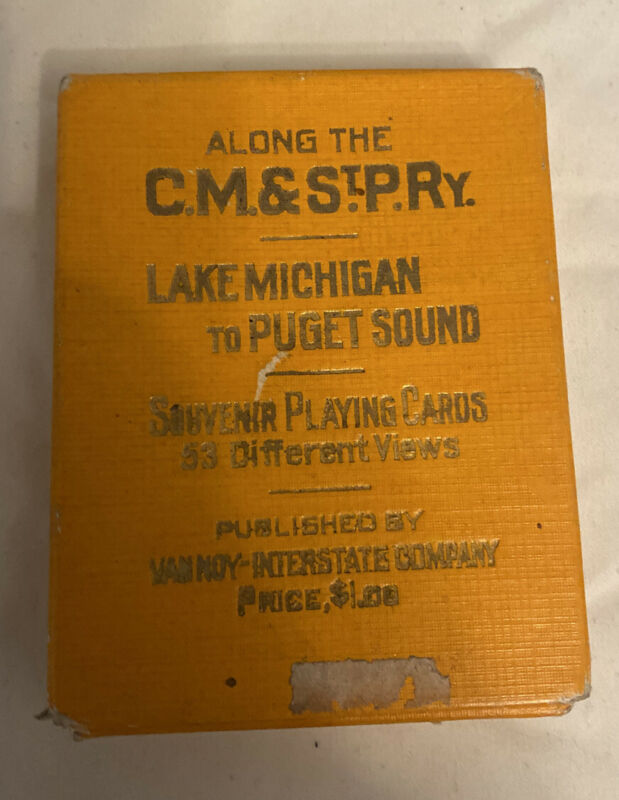 ALONG THE
C.M.& ST.P.RY.
LAKE MICHIGAN
TO PUGET SOUND
SOUVENIR PLAYING CARDS
53 Different Views
PUBLISHED BY
VAN NOY-INTERSTATE COMPANY
PRICE, $1.00